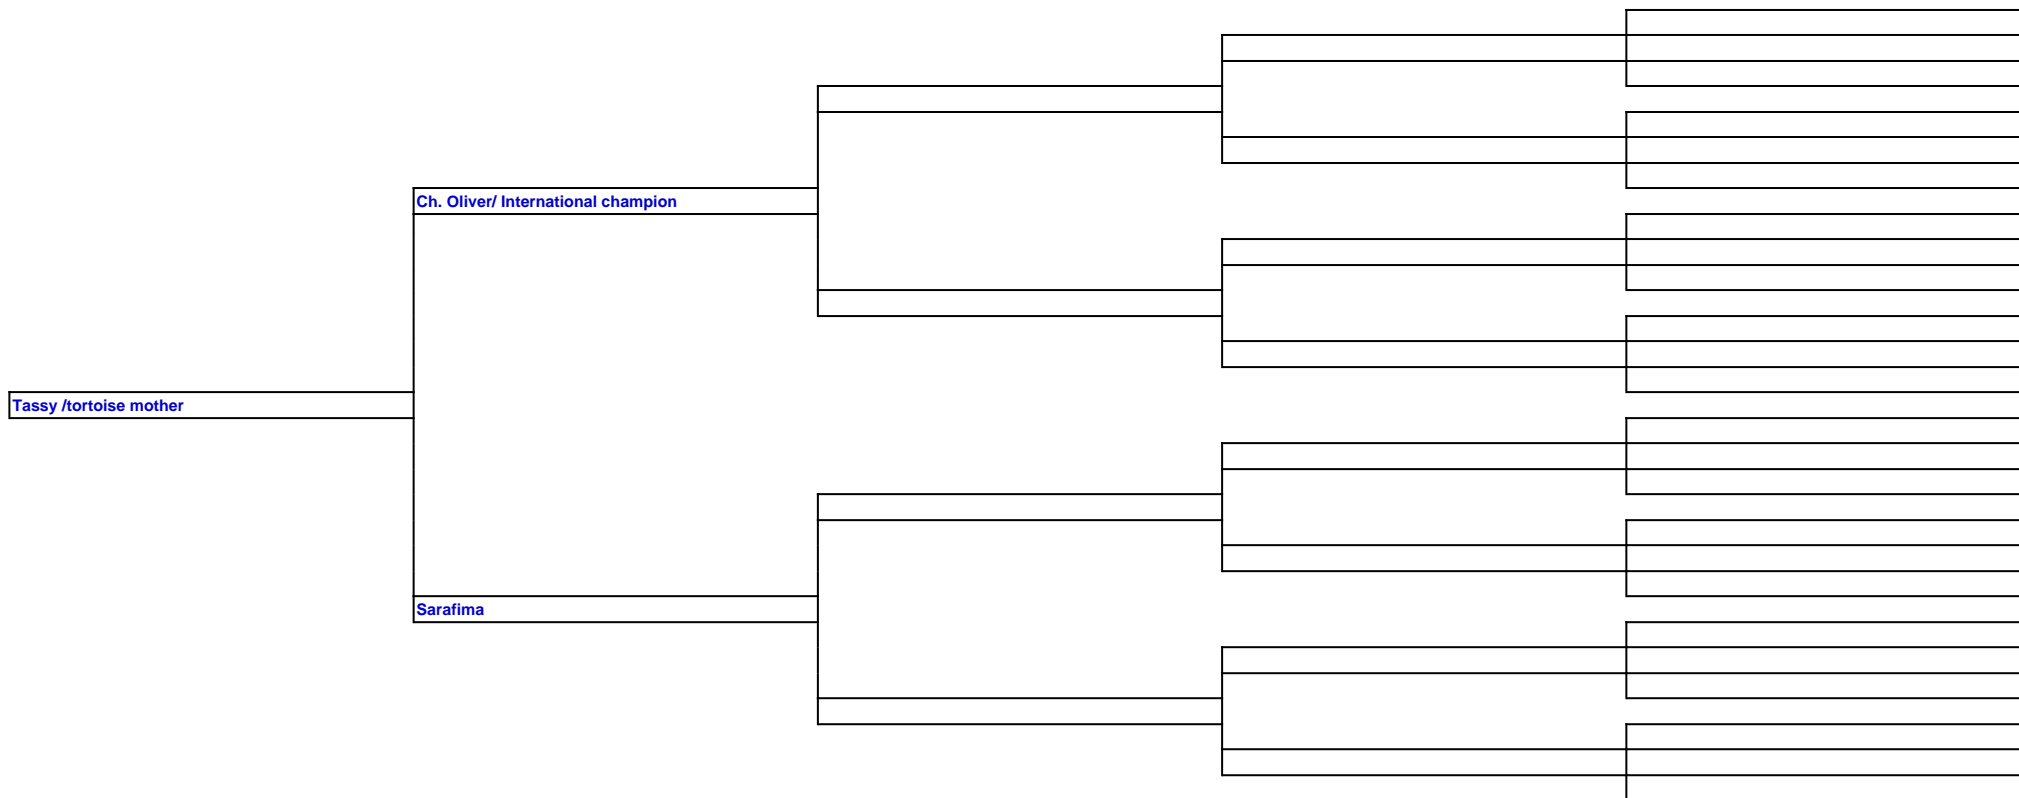 Ch. Oliver/ International champion
Tassy /tortoise mother
Sarafima